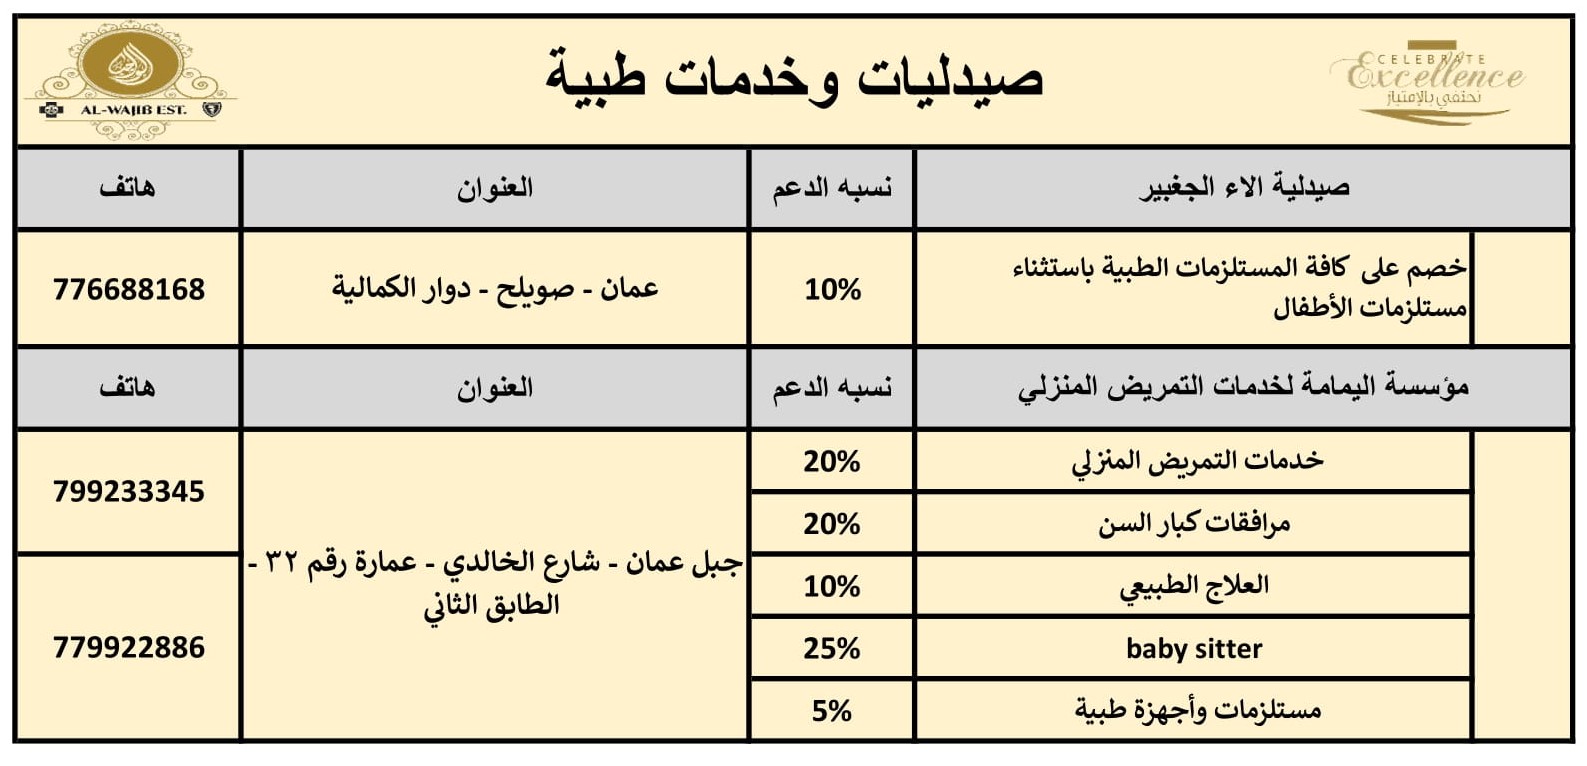 CELEBRATE
Excellence
نحتفي بالإمتياز
صيدليات وخدمات طبية
AL-WAJIB EST.
صيدلية الاء الجغبير
نسبه الدعم
العنوان
هاتف
خصم على كافة المستلزمات الطبية باستثناء
مستلزمات الأطفال
10%
عمان - صويلح - دوار الكمالية
776688168
مؤسسة اليمامة لخدمات التمريض المنزلي
نسبه الدعم
العنوان
هاتف
خدمات التمريض المنزلي
20%
جبل عمان - شارع الخالدي - عمارة رقم ٣٢ -
الطابق الثاني
799233345
مرافقات كبار السن
20%
العلاج الطبيعي
10%
779922886
baby sitter
25%
مستلزمات وأجهزة طبية
5%